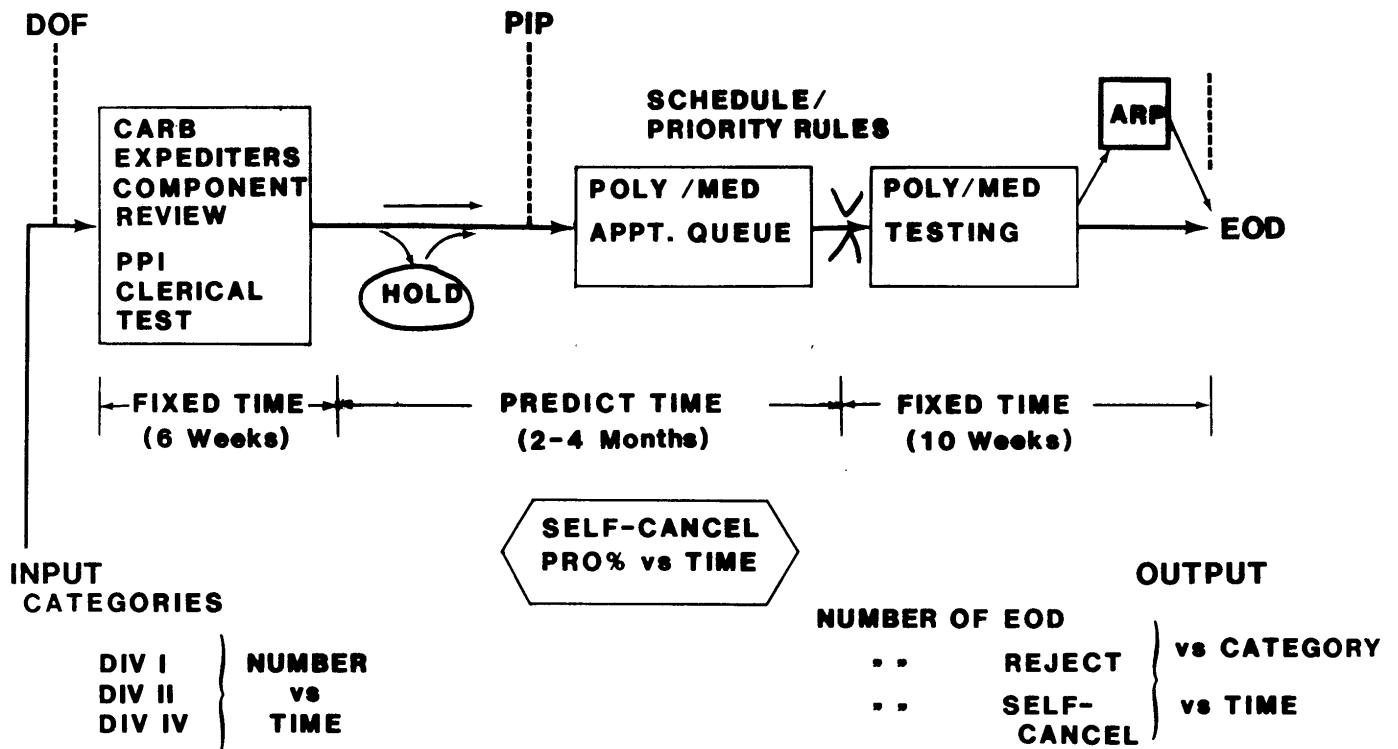 DOF
PIP
CARB
EXPEDITERS
COMPONENT
REVIEW
PPI
CLERICAL
TEST
HOLD
SCHEDULE/
PRIORITY RULES
POLY /MED
APPT. QUEUE
POLY/MED
TESTING
ARP
EOD
FIXED TIME
(6 Weeks)
PREDICT TIME
(2-4 Months)
FIXED TIME
(10 Weeks)
SELF-CANCEL
PRO% vs TIME
INPUT
CATEGORIES
DIV I
DIV II
DIV IV
NUMBER
vs
TIME
OUTPUT
NUMBER OF EOD
" " REJECT
" " SELF-
CANCEL
vs CATEGORY
vs TIME